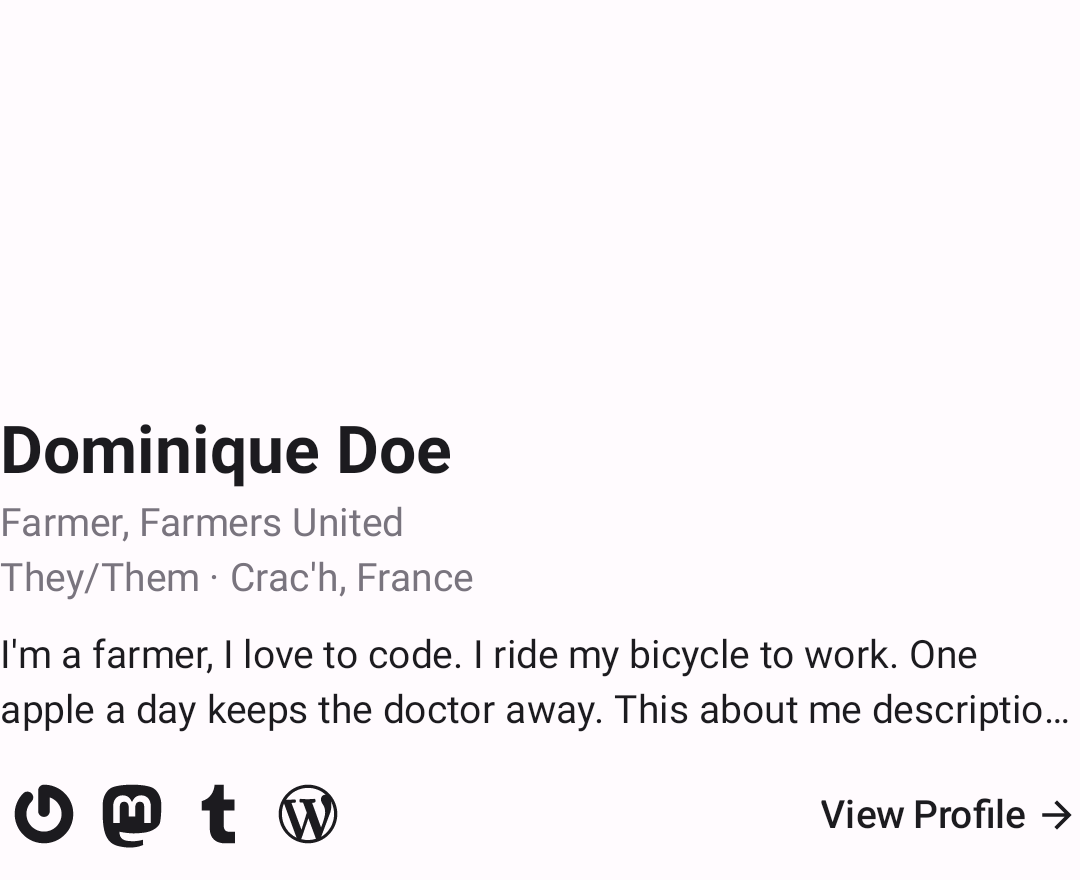 Dominique Doe
Farmer, Farmers United
They/Them · Crac'h, France
I'm a farmer, I love to code. I ride my bicycle to work. One
apple a day keeps the doctor away. This about me descriptio…
View Profile →